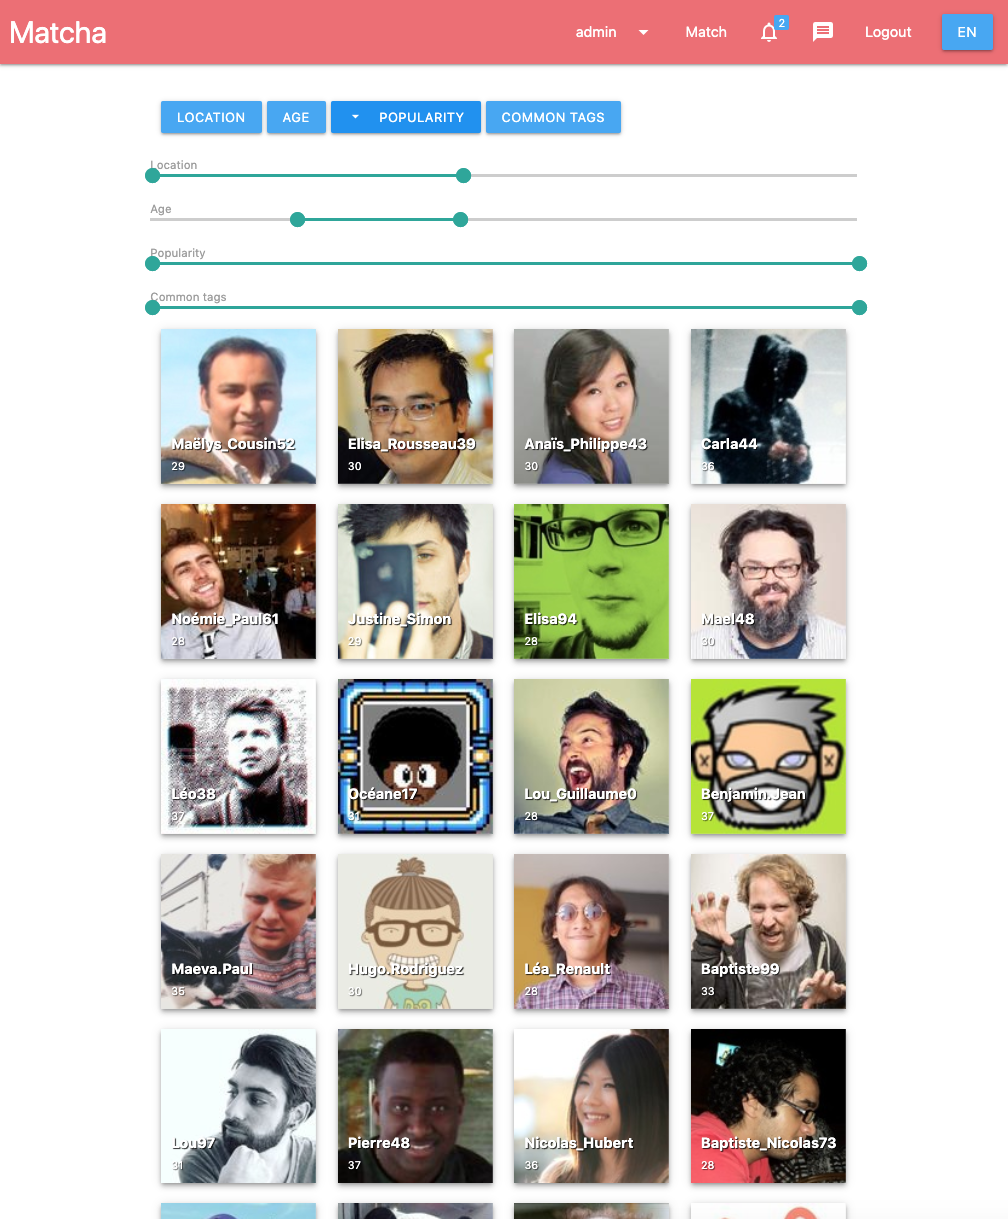 Matcha
admin Match 2 Logout EN
LOCATION AGE POPULARITY COMMON TAGS
Location
Age
Popularity
Common tags
Maëlys_Cousin52 Elisa_Rousseau39 Anaïs_Philippe43 Carla44
29 30 30 36
Noémie_Paul61 Justine_Simon Elisa94 Mael48
28 29 28 30
Léo38 Océane17 Lou_Guillaume0 Benjamin.Jean
37 31 28 37
Maeva.Paul Hugo.Rodriguez Léa_Renault Baptiste99
35 30 28 33
Lou97 Pierre48 Nicolas_Hubert Baptiste_Nicolas73
31 37 36 28